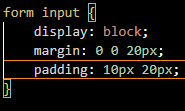 form input {
display: block;
margin: 0 0 20px;
padding: 10px 20px;
}